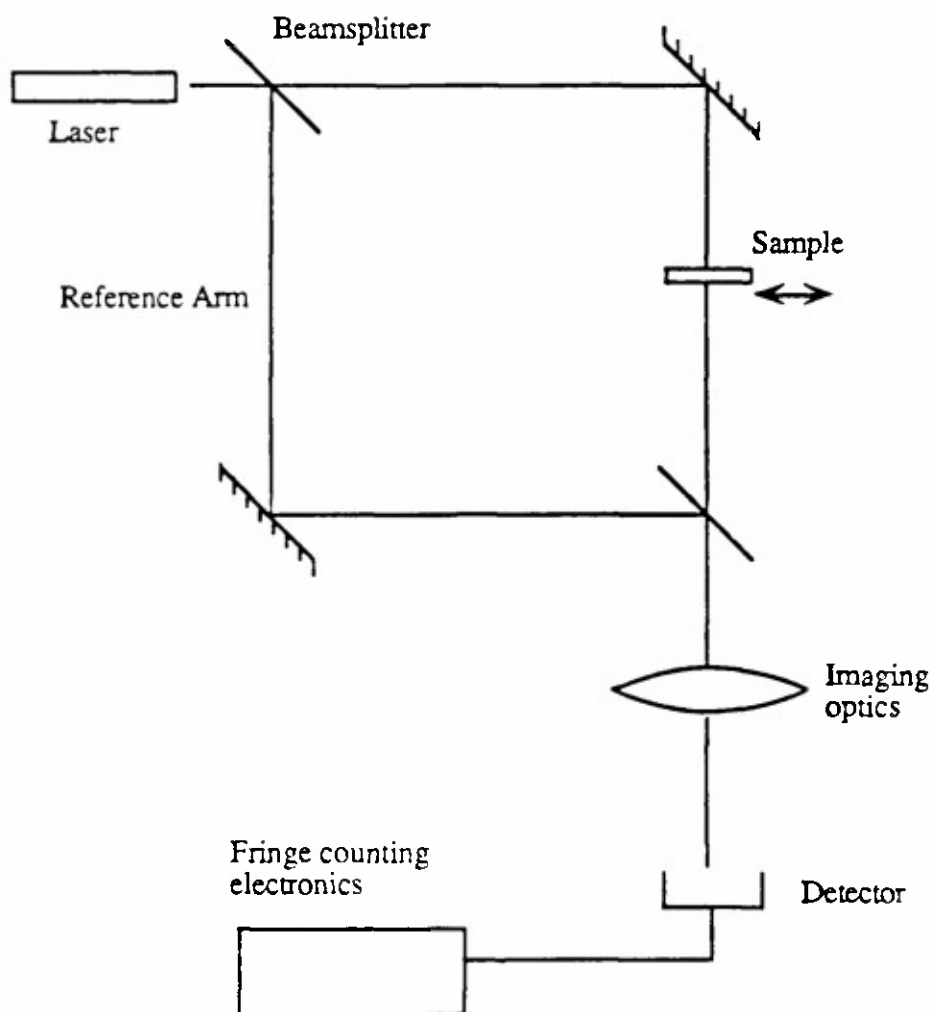 Beamsplitter
Laser
Sample
Reference Arm
Imaging
optics
Fringe counting
electronics
Detector